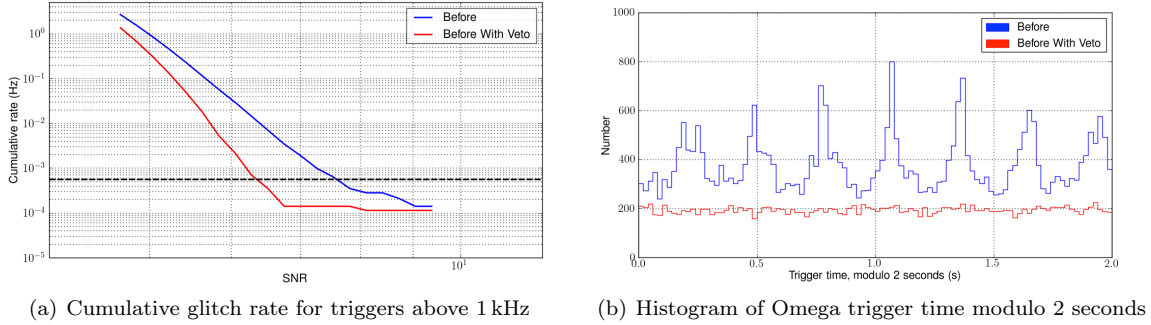 Before
Before With Veto
10^0
10^-1
10^-2
10^-3
10^-4
10^-5
Cumulative rate (Hz)
10^1
SNR
(a) Cumulative glitch rate for triggers above 1 kHz
1000
800
600
400
200
0
Number
Before
Before With Veto
0.0 0.5 1.0 1.5 2.0
Trigger time, modulo 2 seconds (s)
(b) Histogram of Omega trigger time modulo 2 seconds